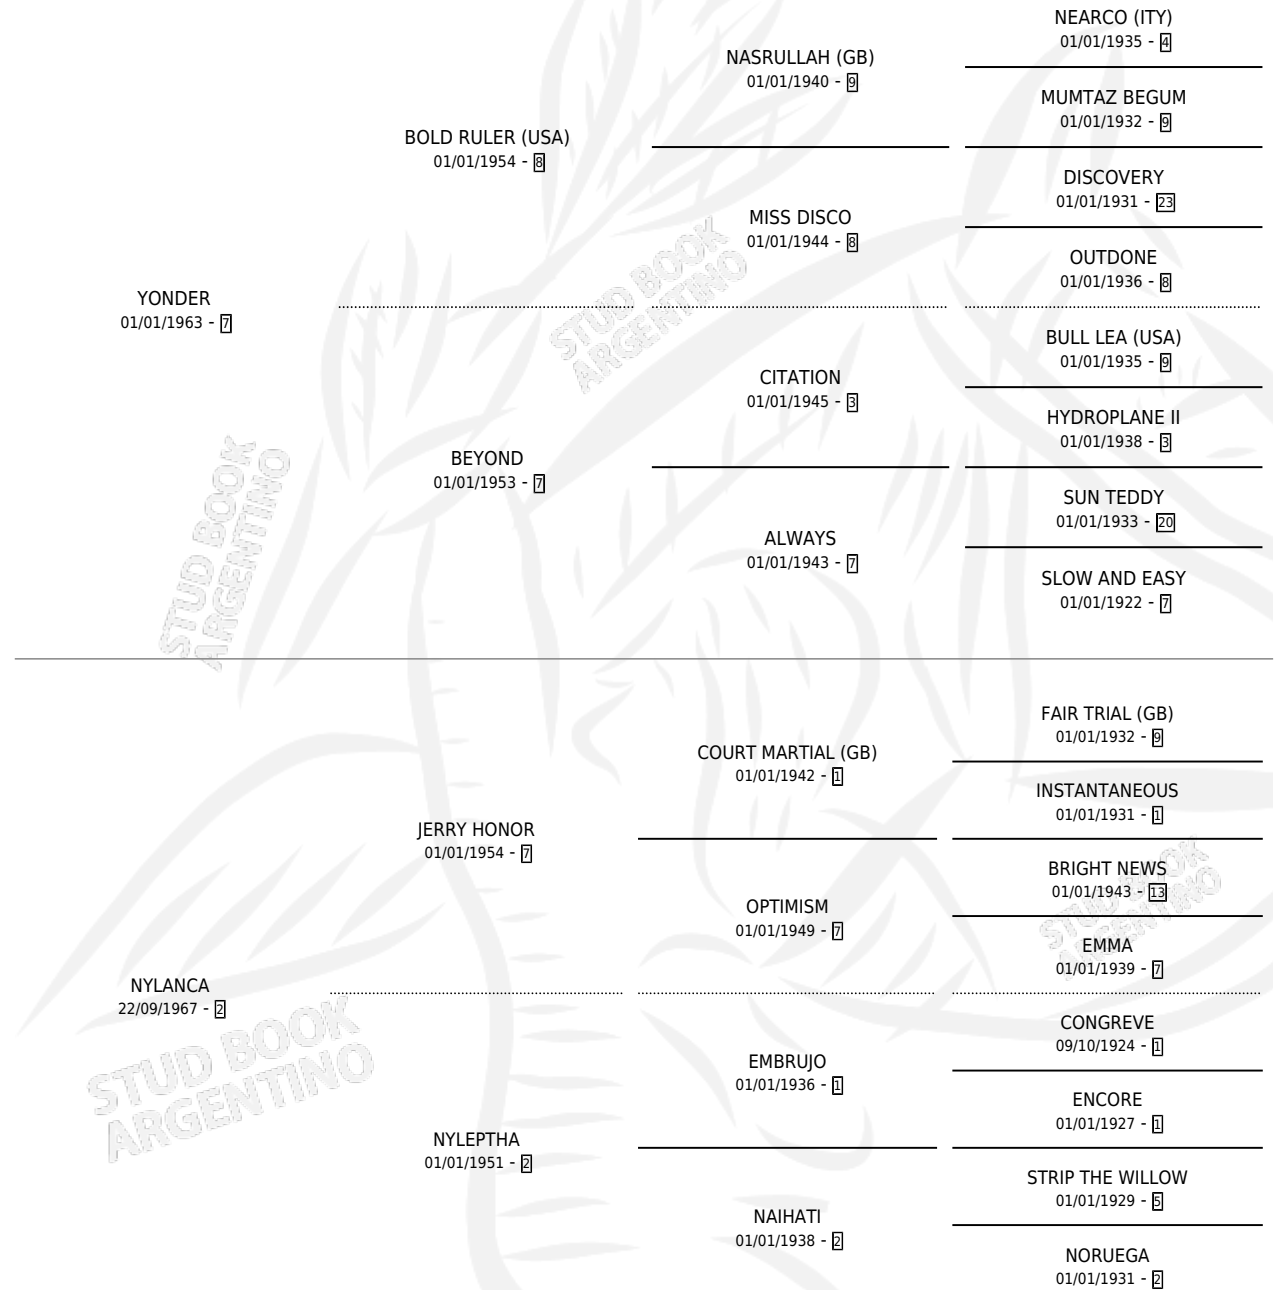 NEARCO (ITY)
01/01/1935 - 4
NASRULLAH (GB)
01/01/1940 - 9
MUMTAZ BEGUM
01/01/1932 - 9
BOLD RULER (USA)
01/01/1954 - 8
DISCOVERY
01/01/1931 - 23
MISS DISCO
01/01/1944 - 8
OUTDONE
01/01/1936 - 8
YONDER
01/01/1963 - 7
STUD BOOK
ARGENTINO
BULL LEA (USA)
01/01/1935 - 9
CITATION
01/01/1945 - 3
HYDROPLANE II
01/01/1938 - 3
BEYOND
01/01/1953 - 7
SUN TEDDY
01/01/1933 - 20
ALWAYS
01/01/1943 - 7
SLOW AND EASY
01/01/1922 - 7
STUD BOOK
ARGENTINO
FAIR TRIAL (GB)
01/01/1932 - 9
COURT MARTIAL (GB)
01/01/1942 - 1
INSTANTANEOUS
01/01/1931 - 1
JERRY HONOR
01/01/1954 - 7
BRIGHT NEWS
01/01/1943 - 13
OPTIMISM
01/01/1949 - 7
EMMA
01/01/1939 - 7
STUD BOOK
ARGENTINO
NYLANCA
22/09/1967 - 2
CONGREVE
09/10/1924 - 1
EMBRUJO
01/01/1936 - 1
ENCORE
01/01/1927 - 1
STUD BOOK
ARGENTINO
NYLEPTHA
01/01/1951 - 2
STRIP THE WILLOW
01/01/1929 - 5
NAIHATI
01/01/1938 - 2
NORUEGA
01/01/1931 - 2